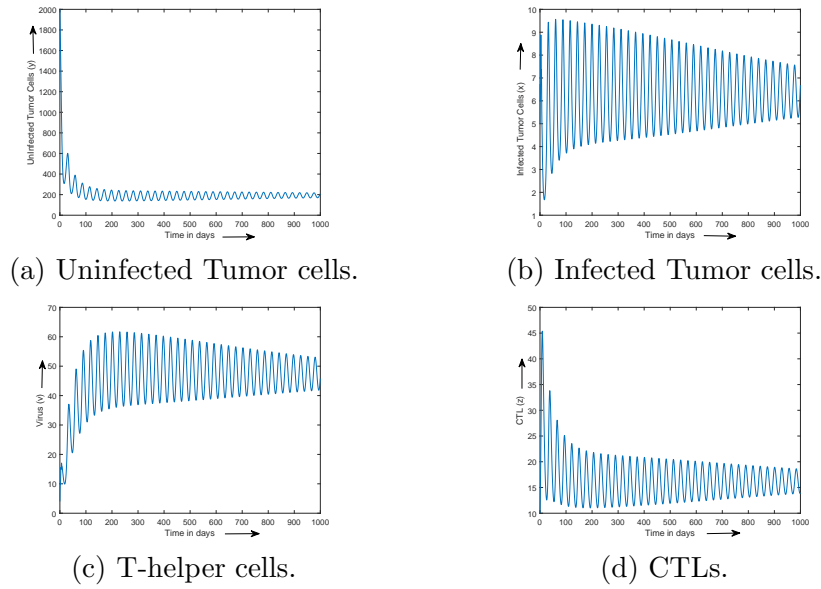 2000
1800
1600
1400
1200
1000
800
600
400
200
0
UnInfected Tumor Cells (y)
0 100 200 300 400 500 600 700 800 900 1000
Time in days
(a) Uninfected Tumor cells.
10
9
8
7
6
5
4
3
2
1
Infected Tumor Cells (x)
0 100 200 300 400 500 600 700 800 900 1000
Time in days
(b) Infected Tumor cells.
70
60
50
40
30
20
10
0
Virus (v)
0 100 200 300 400 500 600 700 800 900 1000
Time in days
(c) T-helper cells.
50
45
40
35
30
25
20
15
10
CTL (z)
0 100 200 300 400 500 600 700 800 900 1000
Time in days
(d) CTLs.